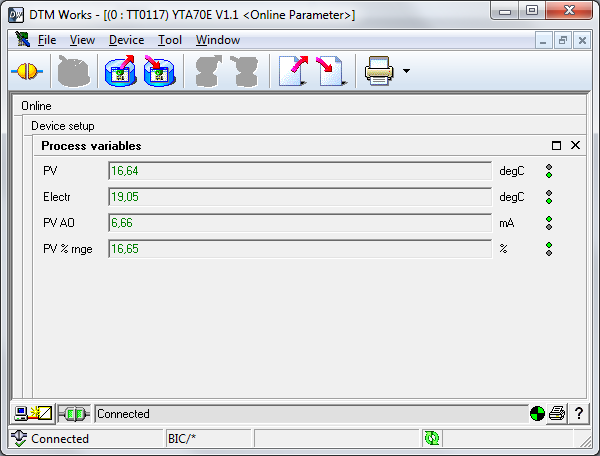 DTM Works - [(0 : TT0117) YTA70E V1.1 <Online Parameter>]
File View Device Tool Window ?
Online
Device setup
Process variables
PV 16,64 degC
Electr 19,05 degC
PV AO 6,66 mA
PV % rnge 16,65 %
Connected ?
Connected BIC/*